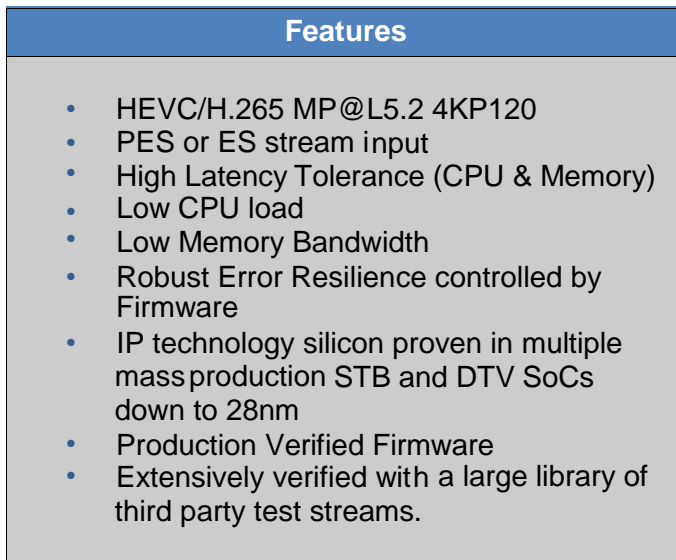 Features
• HEVC/H.265 MP@L5.2 4KP120
• PES or ES stream input
• High Latency Tolerance (CPU & Memory)
• Low CPU load
• Low Memory Bandwidth
• Robust Error Resilience controlled by
Firmware
• IP technology silicon proven in multiple
mass production STB and DTV SoCs
down to 28nm
• Production Verified Firmware
• Extensively verified with a large library of
third party test streams.